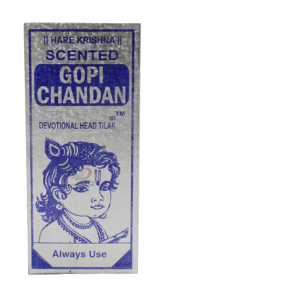 || HARE KRISHNA ||
SCENTED
GOPI
CHANDAN
TM
DEVOTIONAL HEAD TILAK
Always Use